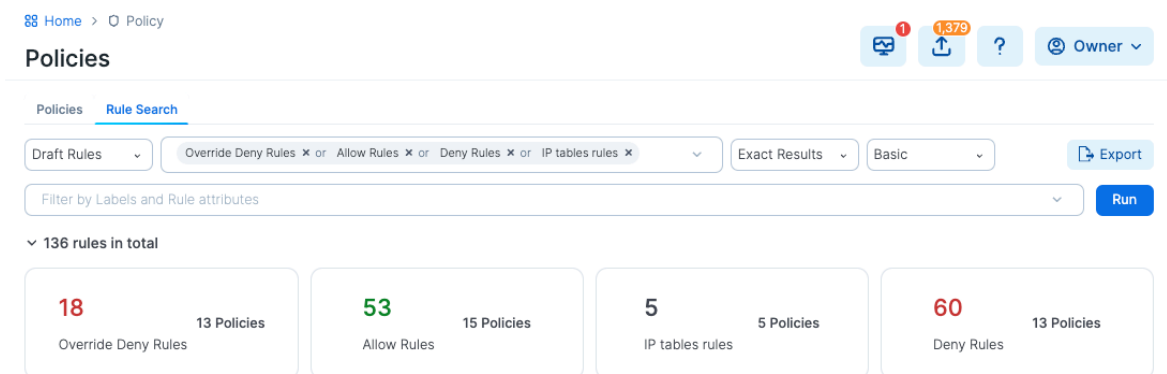 Home > Policy
Policies
1
1,379
?
Owner
Policies Rule Search
Draft Rules
Override Deny Rules × or Allow Rules × or Deny Rules × or IP tables rules ×
Exact Results
Basic
Export
Filter by Labels and Rule attributes
Run
136 rules in total
18
13 Policies
Override Deny Rules
53
15 Policies
Allow Rules
5
5 Policies
IP tables rules
60
13 Policies
Deny Rules